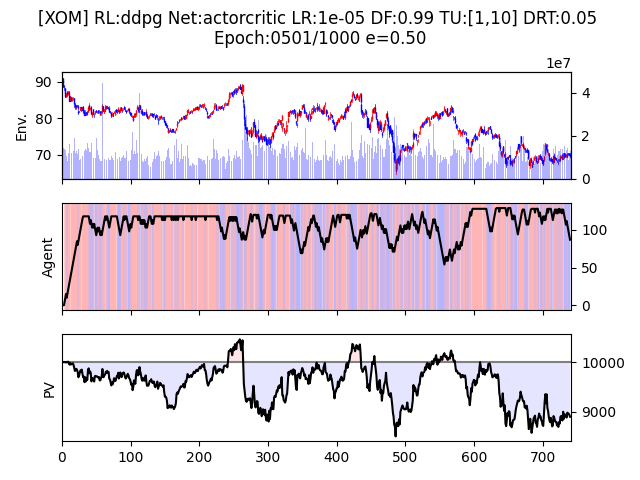 [XOM] RL:ddpg Net:actorcritic LR:1e-05 DF:0.99 TU:[1,10] DRT:0.05
Epoch:0501/1000 e=0.50
1e7
90
80
70
Env.
4
2
0
Agent
100
50
0
PV
10000
9000
0 100 200 300 400 500 600 700